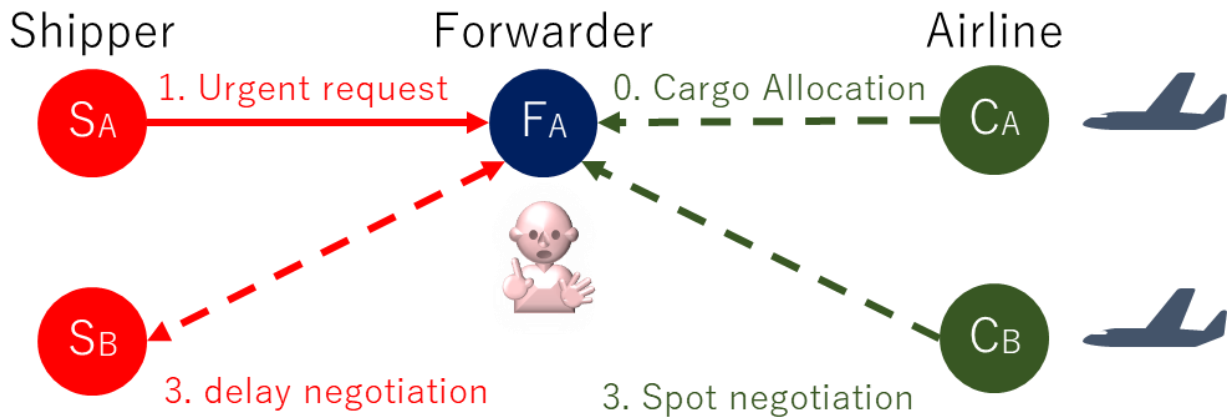 Shipper
Forwarder
Airline
1. Urgent request
0. Cargo Allocation
SA
FA
CA
SB
CB
3. delay negotiation
3. Spot negotiation